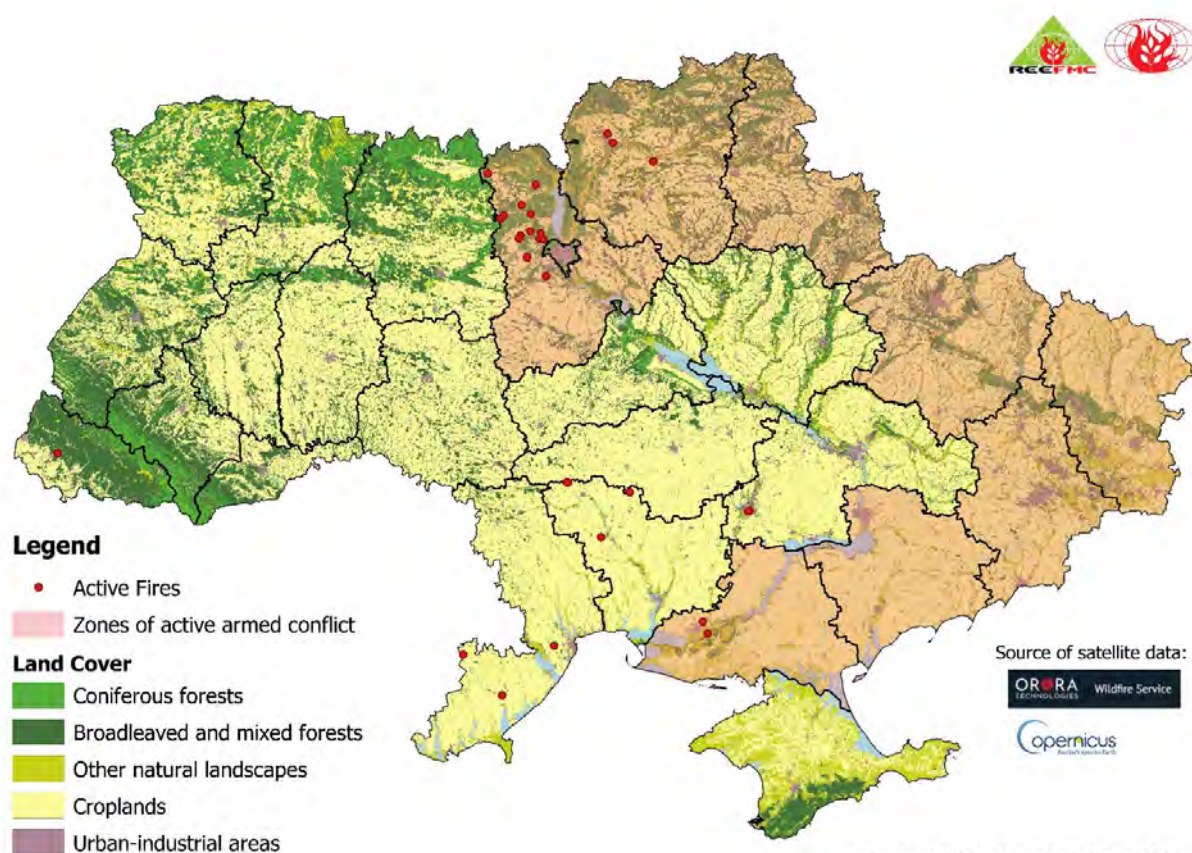 REEFMC
Legend
Active Fires
Zones of active armed conflict
Land Cover
Coniferous forests
Broadleaved and mixed forests
Other natural landscapes
Croplands
Urban-industrial areas
Source of satellite data:
ORORA
TECHNOLOGIES
Wildfire Service
opernicus